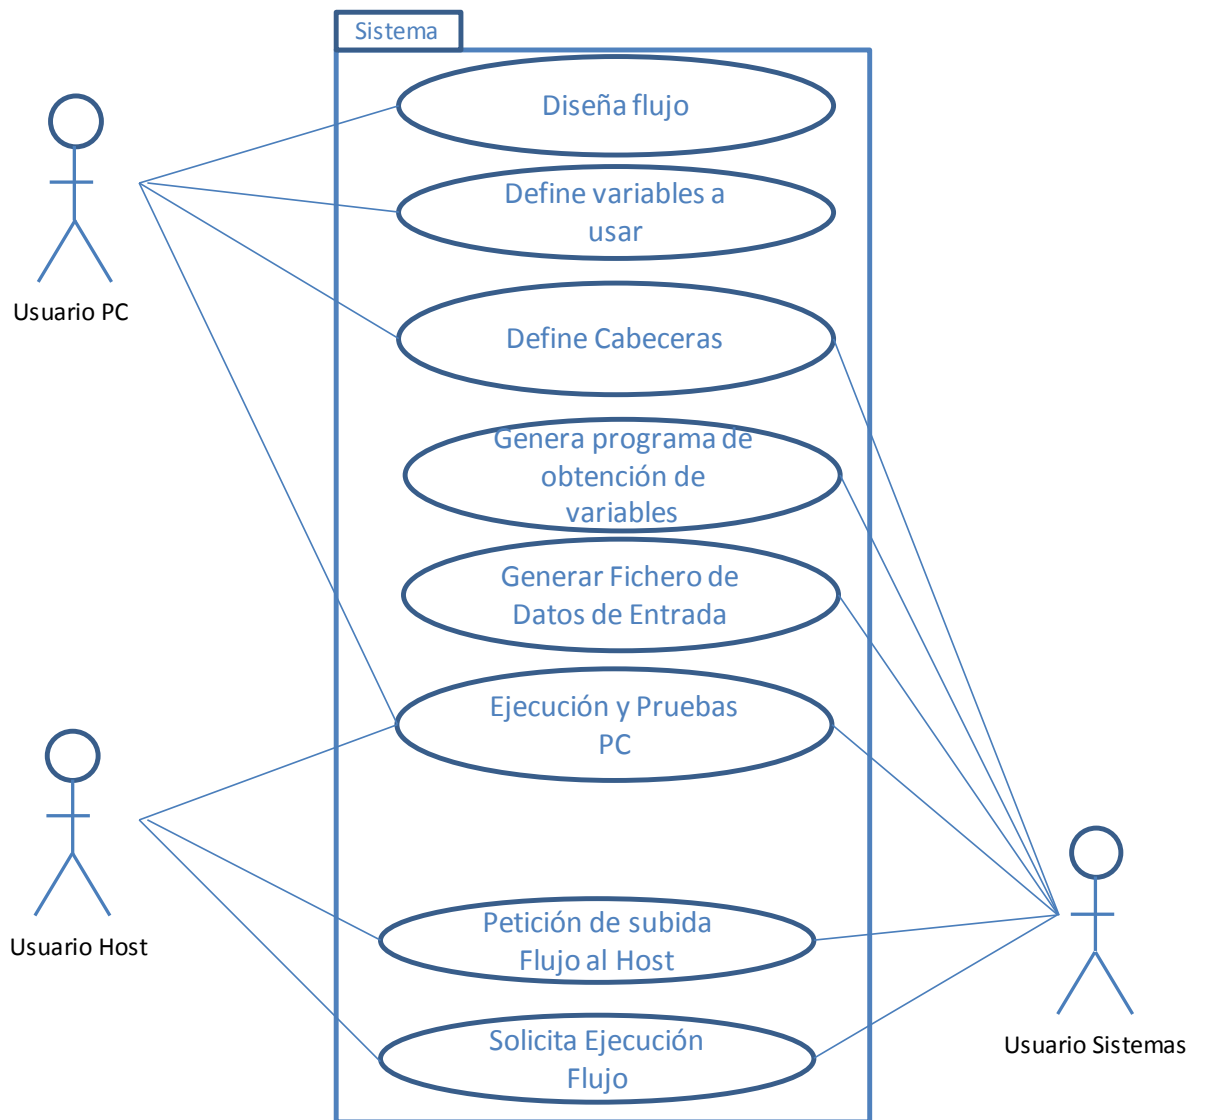 Sistema
Diseña flujo
Define variables a
usar
Usuario PC
Define Cabeceras
Genera programa de
obtención de
variables
Generar Fichero de
Datos de Entrada
Ejecución y Pruebas
PC
Petición de subida
Flujo al Host
Usuario Host
Solicita Ejecución
Flujo
Usuario Sistemas